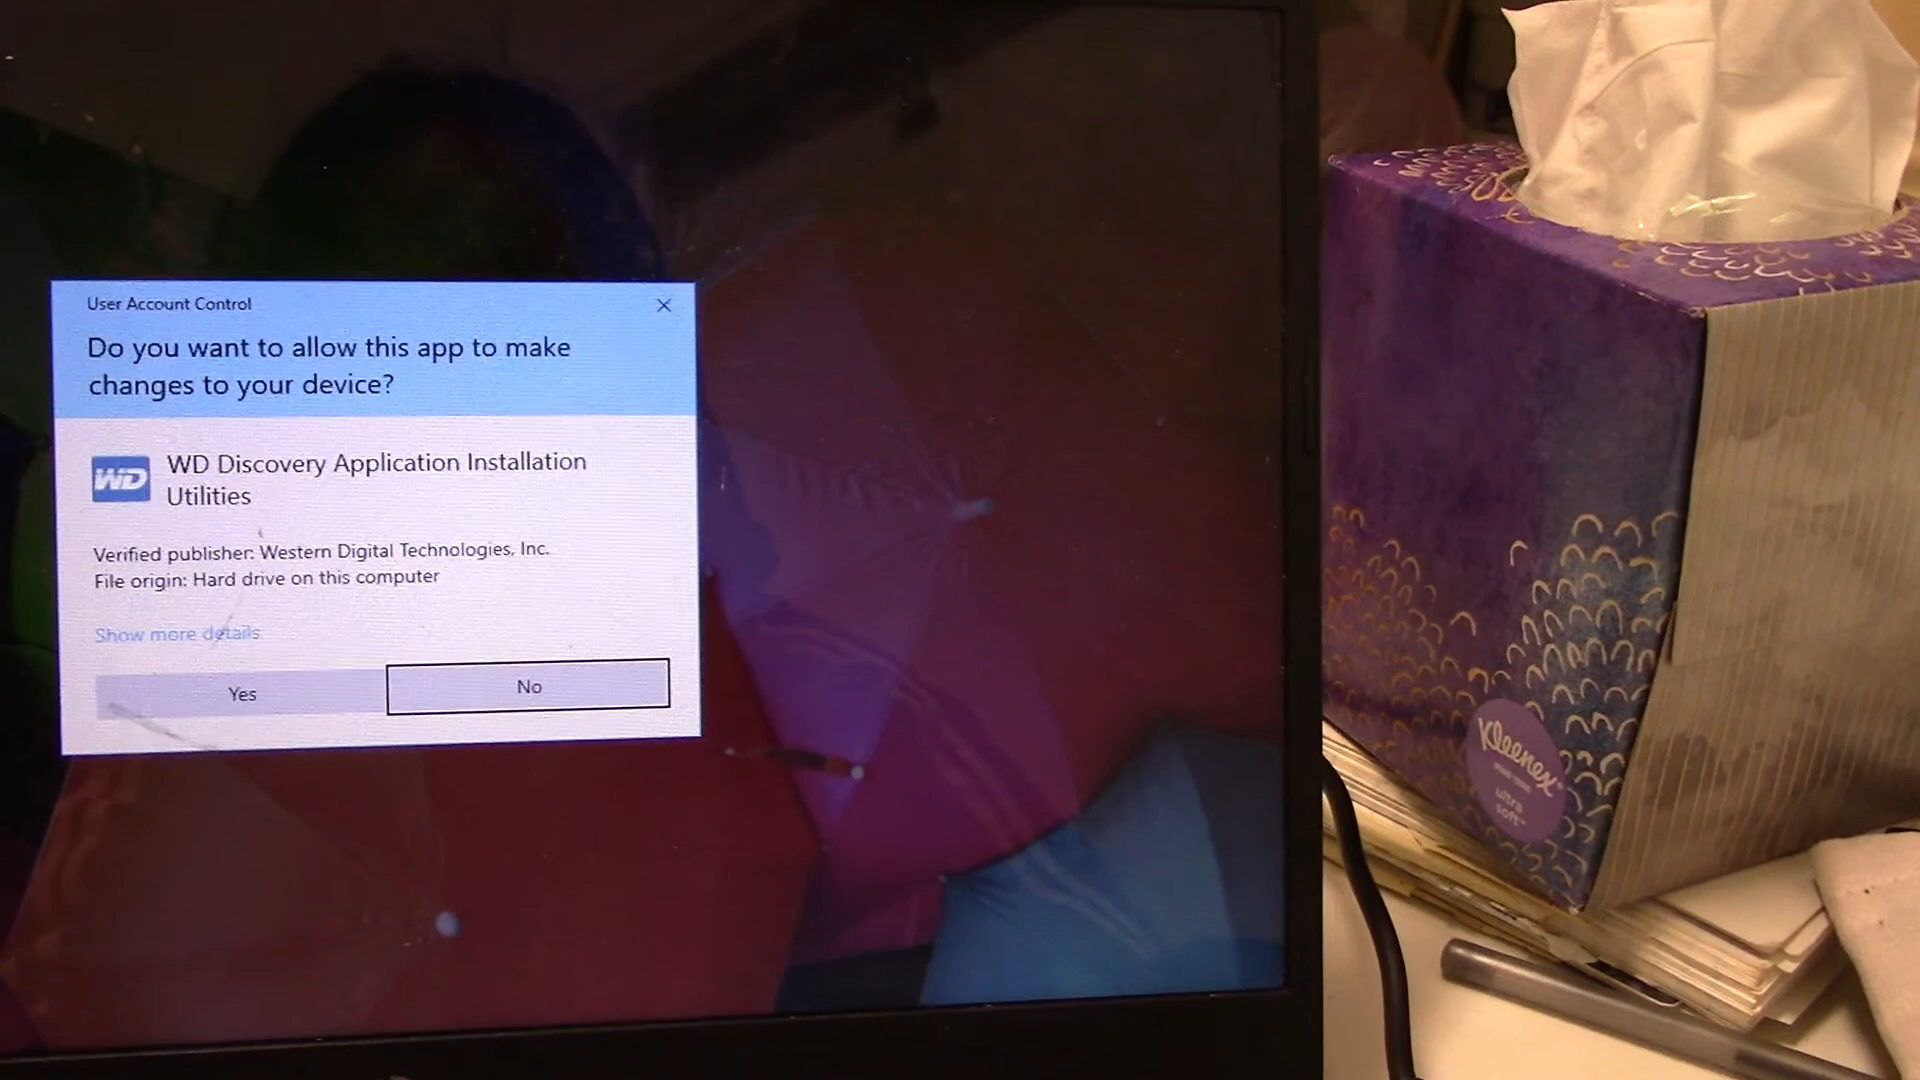 User Account Control
Do you want to allow this app to make
changes to your device?
WD
WD Discovery Application Installation
Utilities
Verified publisher: Western Digital Technologies, Inc.
File origin: Hard drive on this computer
Show more details
Yes
No
Kleenex
ultra
soft™